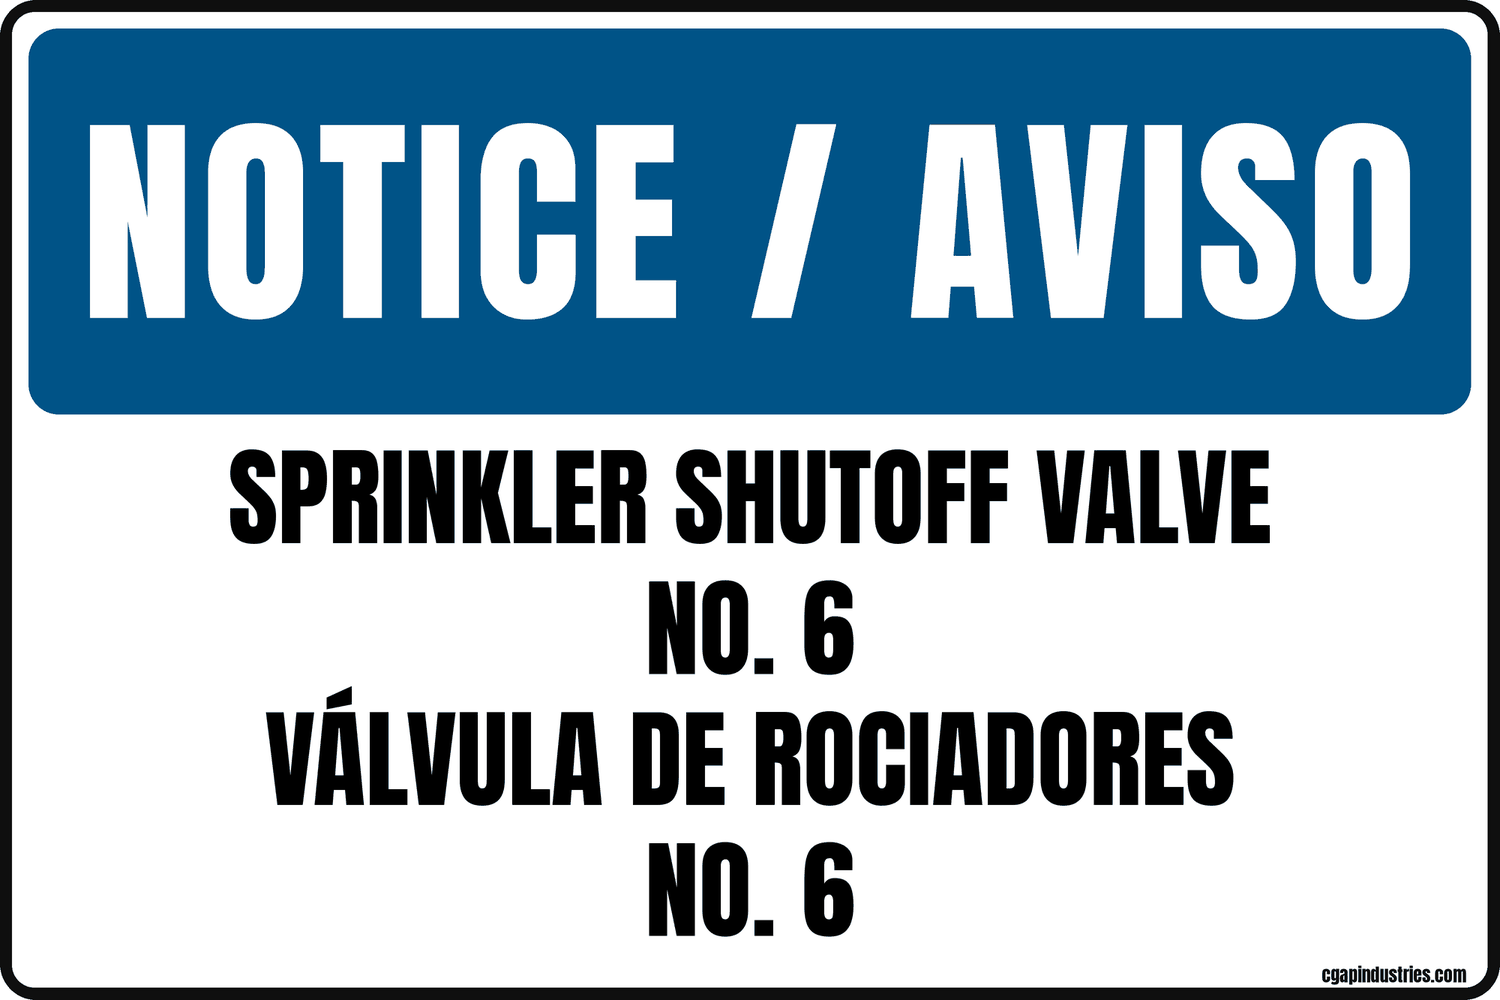 NOTICE / AVISO
SPRINKLER SHUTOFF VALVE
NO. 6
VÁLVULA DE ROCIADORES
NO. 6
cgapindustries.com